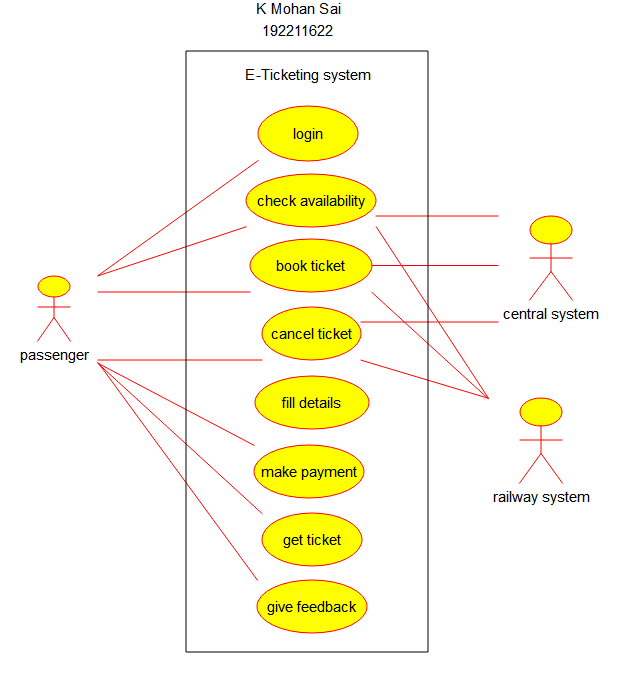 K Mohan Sai
192211622
E-Ticketing system
login
check availability
book ticket
cancel ticket
fill details
make payment
get ticket
give feedback
passenger
central system
railway system